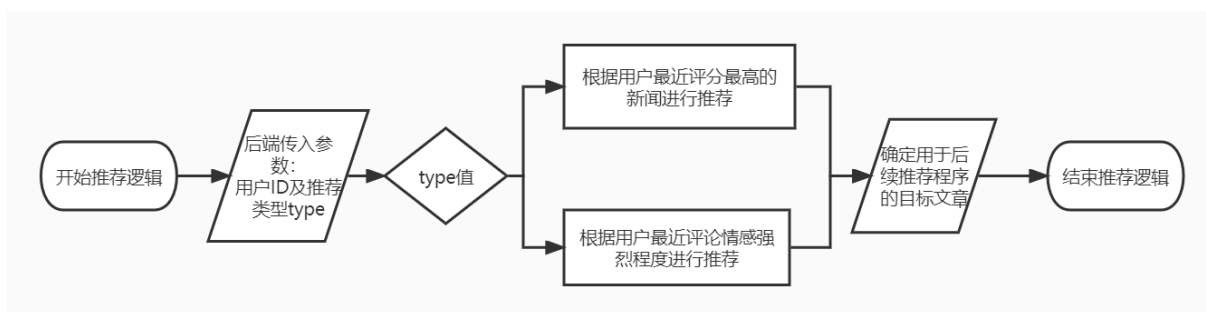 开始推荐逻辑
后端传入参
数：
用户ID及推荐
类型type
type值
根据用户最近评分最高的
新闻进行推荐
根据用户最近评论情感强
烈程度进行推荐
确定用于后
续推荐程序
的目标文章
结束推荐逻辑